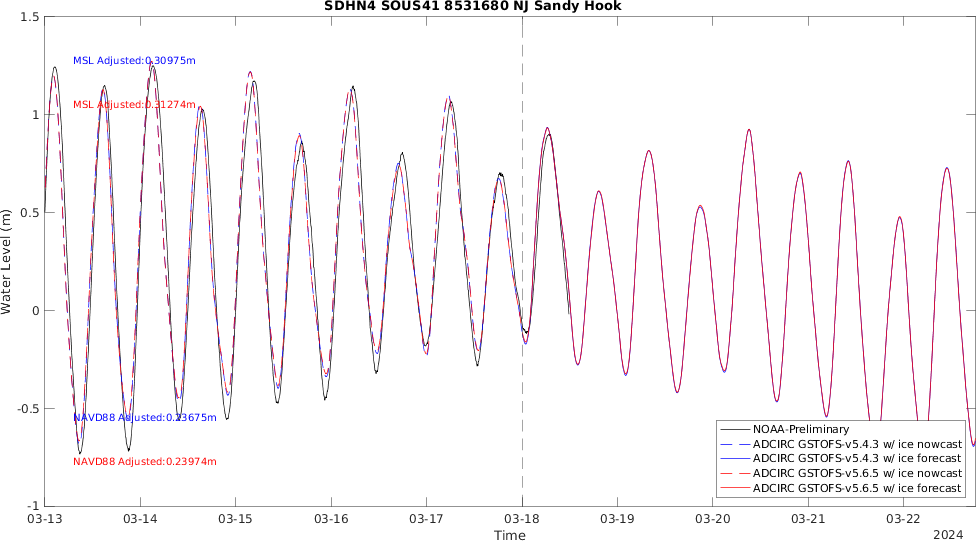 SDHN4 SOUS41 8531680 NJ Sandy Hook
1.5
1
0.5
0
-0.5
-1
Water Level (m)
MSL Adjusted:0.30975m
MSL Adjusted:0.31274m
NAVD88 Adjusted:0.23675m
NAVD88 Adjusted:0.23974m
NOAA-Preliminary
ADCIRC GSTOFS-v5.4.3 w/ ice nowcast
ADCIRC GSTOFS-v5.4.3 w/ ice forecast
ADCIRC GSTOFS-v5.6.5 w/ ice nowcast
ADCIRC GSTOFS-v5.6.5 w/ ice forecast
03-13 03-14 03-15 03-16 03-17 03-18 03-19 03-20 03-21 03-22
Time
2024